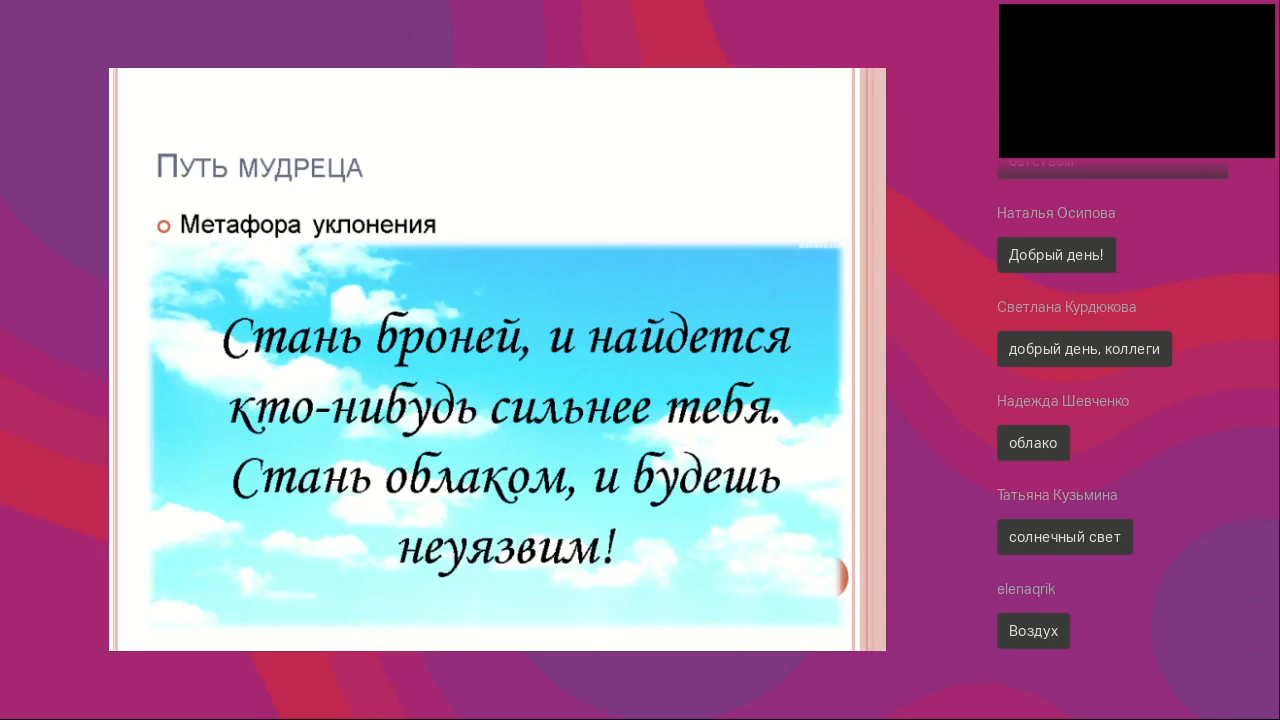 Путь мудреца
Метафора уклонения
Стань броней, и найдется
кто-нибудь сильнее тебя.
Стань облаком, и будешь
неуязвим!
Наталья Осипова
Добрый день!
Светлана Курдюкова
добрый день, коллеги
Надежда Шевченко
облако
Татьяна Кузьмина
солнечный свет
elenaqrik
Воздух